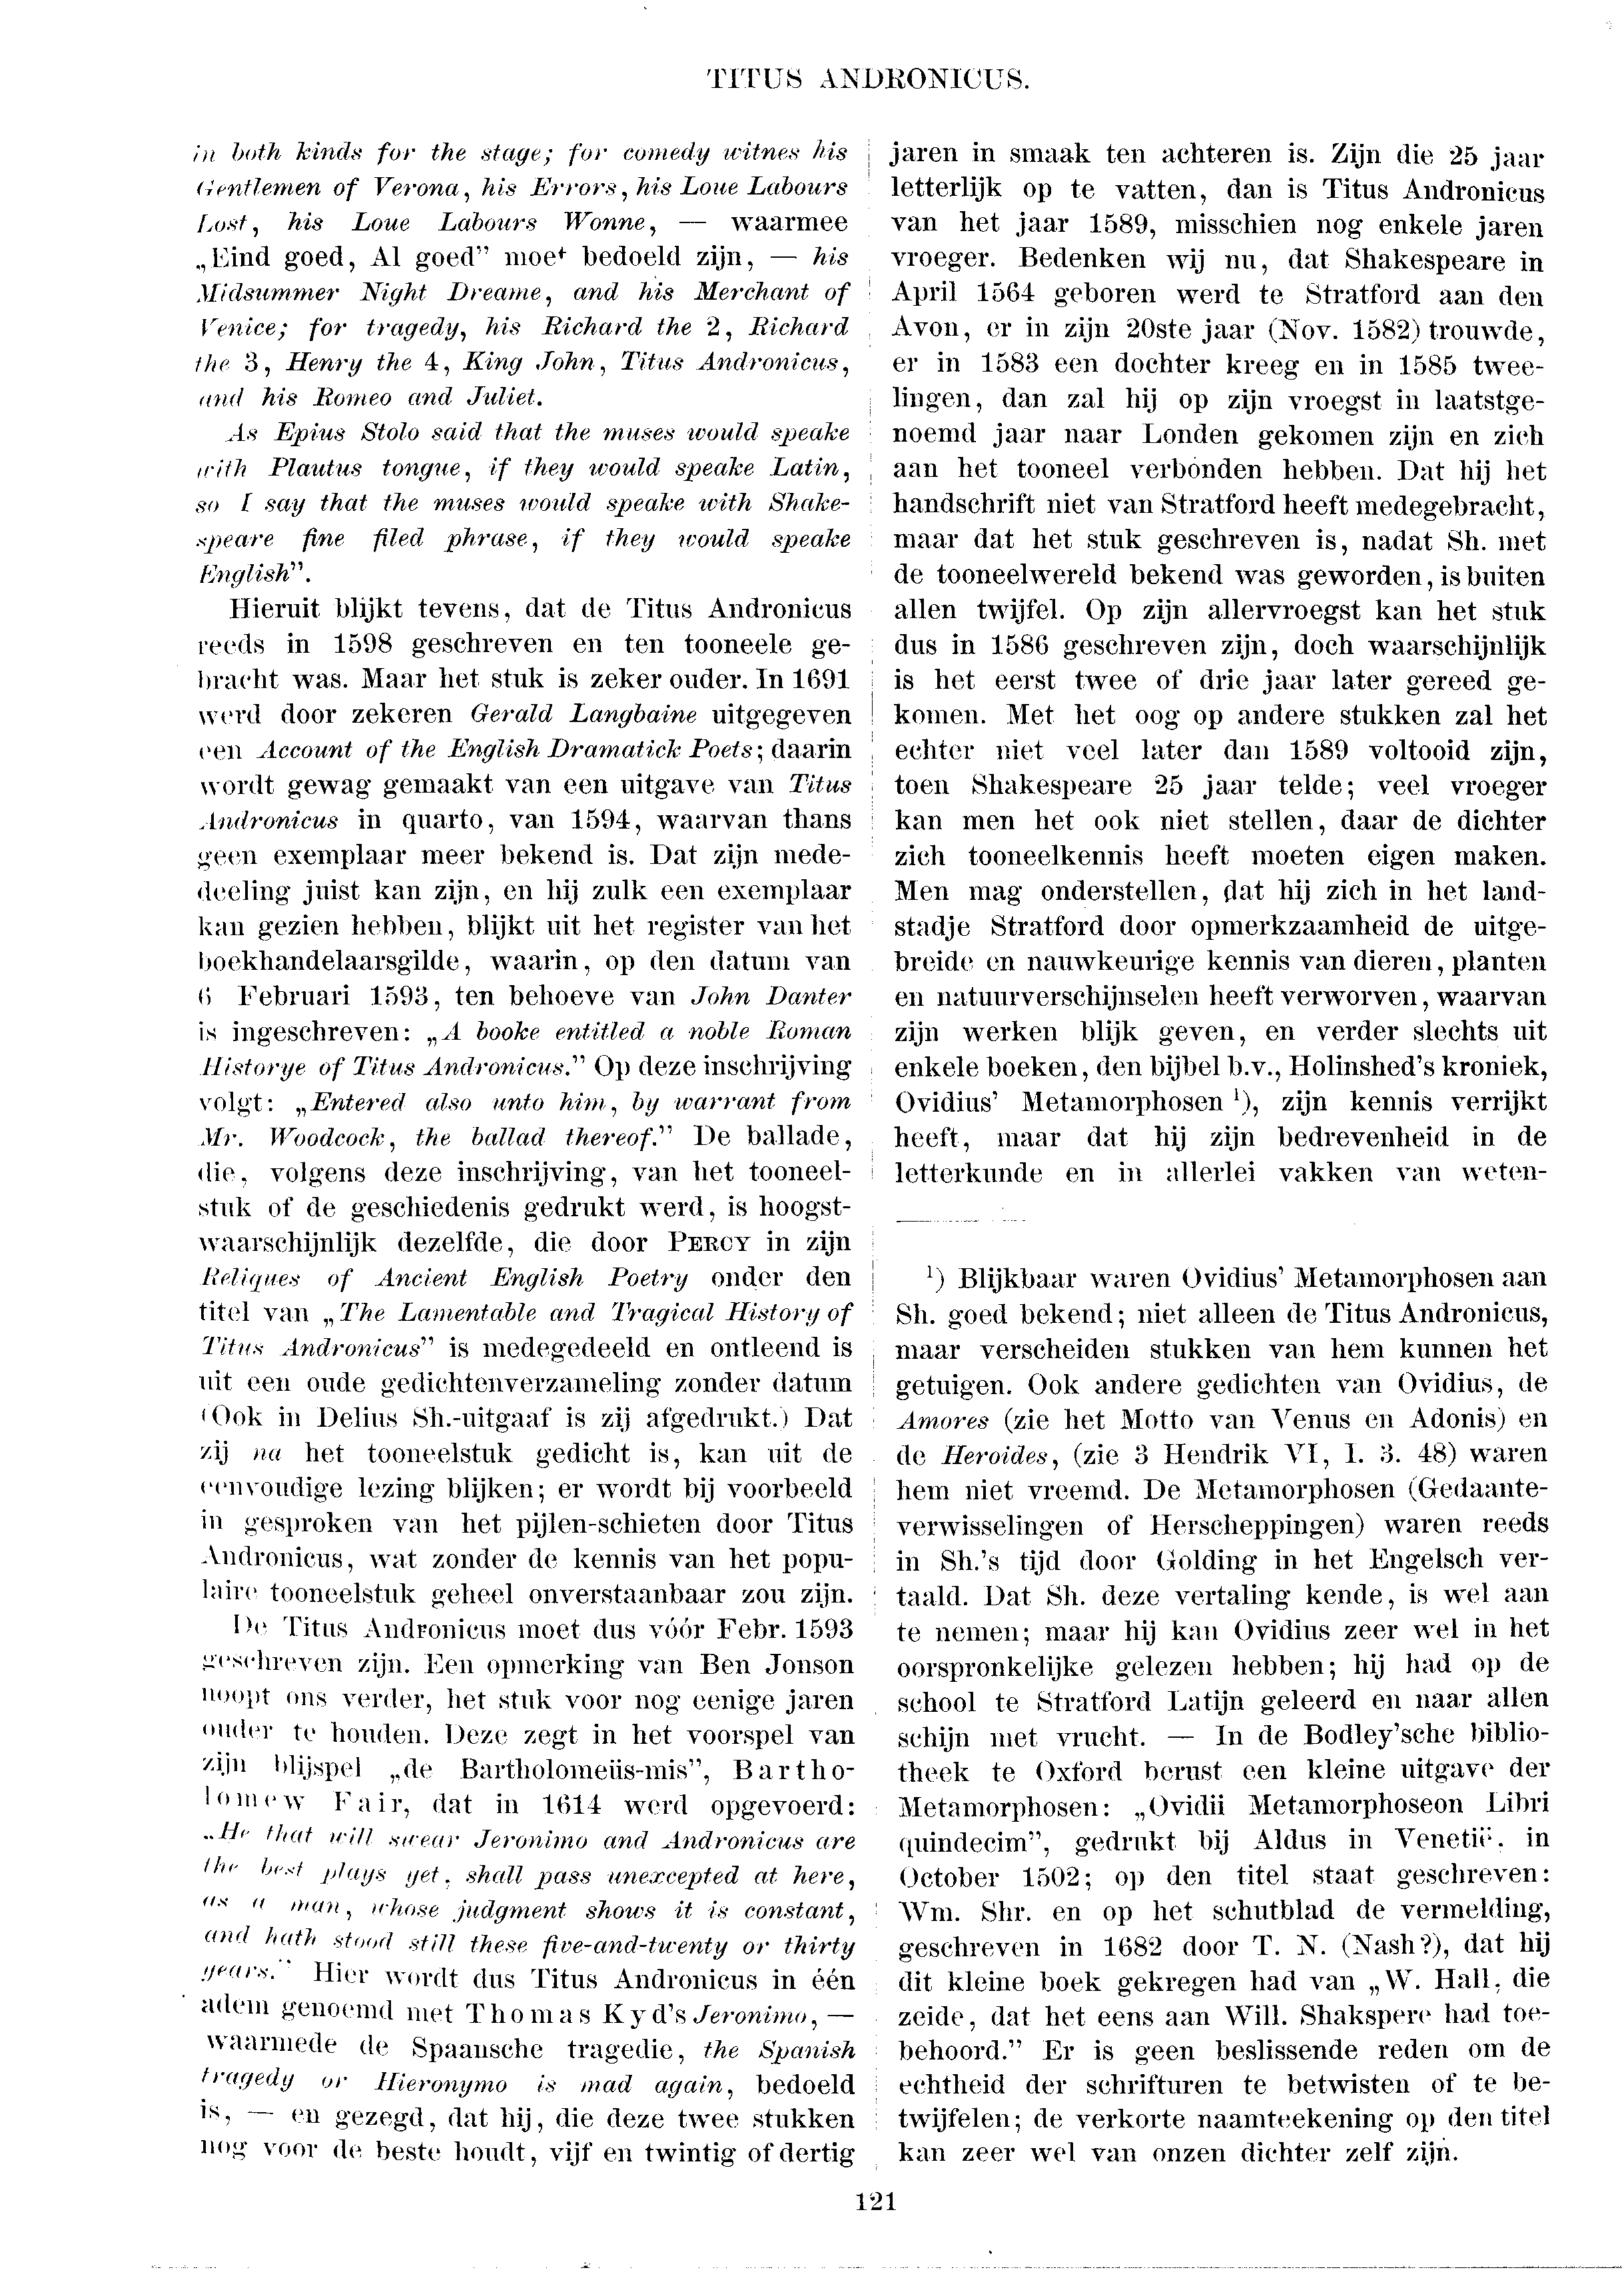 TITUS ANDRONICUS.
in both kinds for the stage; for comedy witnes his
Gentlemen of Verona, his Errors, his Loue Labours
Lost, his Loue Labours Wonne, — waarmee
„Eind goed, Al goed” moet bedoeld zijn, — his
Midsummer Night Dreame, and his Merchant of
Venice; for tragedy, his Richard the 2, Richard
the 3, Henry the 4, King John, Titus Andronicus,
and his Romeo and Juliet.
As Epius Stolo said that the muses would speake
with Plautus tongue, if they would speake Latin,
so I say that the muses would speake with Shake-
speare fine filed phrase, if they would speake
English”.
Hieruit blijkt tevens, dat de Titus Andronicus
reeds in 1598 geschreven en ten tooneele ge-
bracht was. Maar het stuk is zeker ouder. In 1691
werd door zekeren Gerald Langbaine uitgegeven
een Account of the English Dramatick Poets; daarin
wordt gewag gemaakt van een uitgave van Titus
Andronicus in quarto, van 1594, waarvan thans
geen exemplaar meer bekend is. Dat zijn mede-
deeling juist kan zijn, en hij zulk een exemplaar
kan gezien hebben, blijkt uit het register van het
boekhandelaarsgilde, waarin, op den datum van
6 Februari 1593, ten behoeve van John Danter
is ingeschreven: „A booke entitled a noble Roman
Historye of Titus Andronicus.” Op deze inschrijving
volgt: „Entered also unto him, by warrant from
Mr. Woodcock, the ballad thereof.” De ballade,
die, volgens deze inschrijving, van het tooneel-
stuk of de geschiedenis gedrukt werd, is hoogst-
waarschijnlijk dezelfde, die door PERCY in zijn
Reliques of Ancient English Poetry onder den
titel van „The Lamentable and Tragical History of
Titus Andronicus” is medegedeeld en ontleend is
uit een oude gedichtenverzameling zonder datum
(Ook in Delius Sh.-uitgaaf is zij afgedrukt.) Dat
zij na het tooneelstuk gedicht is, kan uit de
eenvoudige lezing blijken; er wordt bij voorbeeld
in gesproken van het pijlen-schieten door Titus
Andronicus, wat zonder de kennis van het popu-
laire tooneelstuk geheel onverstaanbaar zou zijn.
De Titus Andronicus moet dus vóór Febr. 1593
geschreven zijn. Een opmerking van Ben Jonson
noopt ons verder, het stuk voor nog eenige jaren
ouder te houden. Deze zegt in het voorspel van
zijn blijspel „de Bartholomeüs-mis”, Bartho-
lomew Fair, dat in 1614 werd opgevoerd:
„He that will swear Jeronimo and Andronicus are
the best plays yet, shall pass unexcepted at here,
as a man, whose judgment shows it is constant,
and hath stood still these five-and-twenty or thirty
years.” Hier wordt dus Titus Andronicus in één
adem genoemd met Thomas Kyd's Jeronimo, —
waarmede de Spaansche tragedie, the Spanish
tragedy or Hieronymo is mad again, bedoeld
is, — en gezegd, dat hij, die deze twee stukken
nog voor de beste houdt, vijf en twintig of dertig
jaren in smaak ten achteren is. Zijn die 25 jaar
letterlijk op te vatten, dan is Titus Andronicus
van het jaar 1589, misschien nog enkele jaren
vroeger. Bedenken wij nu, dat Shakespeare in
April 1564 geboren werd te Stratford aan den
Avon, er in zijn 20ste jaar (Nov. 1582) trouwde,
er in 1583 een dochter kreeg en in 1585 twee-
lingen, dan zal hij op zijn vroegst in laatstge-
noemd jaar naar Londen gekomen zijn en zich
aan het tooneel verbonden hebben. Dat hij het
handschrift niet van Stratford heeft medegebracht,
maar dat het stuk geschreven is, nadat Sh. met
de tooneelwereld bekend was geworden, is buiten
allen twijfel. Op zijn allervroegst kan het stuk
dus in 1586 geschreven zijn, doch waarschijnlijk
is het eerst twee of drie jaar later gereed ge-
komen. Met het oog op andere stukken zal het
echter niet veel later dan 1589 voltooid zijn,
toen Shakespeare 25 jaar telde; veel vroeger
kan men het ook niet stellen, daar de dichter
zich tooneelkennis heeft moeten eigen maken.
Men mag onderstellen, dat hij zich in het land-
stadje Stratford door opmerkzaamheid de uitge-
breide en nauwkeurige kennis van dieren, planten
en natuurverschijnselen heeft verworven, waarvan
zijn werken blijk geven, en verder slechts uit
enkele boeken, den bijbel b.v., Holinshed's kroniek,
Ovidius' Metamorphosen ¹), zijn kennis verrijkt
heeft, maar dat hij zijn bedrevenheid in de
letterkunde en in allerlei vakken van weten-
¹) Blijkbaar waren Ovidius' Metamorphosen aan
Sh. goed bekend; niet alleen de Titus Andronicus,
maar verscheiden stukken van hem kunnen het
getuigen. Ook andere gedichten van Ovidius, de
Amores (zie het Motto van Venus en Adonis) en
de Heroides, (zie 3 Hendrik VI, I. 3. 48) waren
hem niet vreemd. De Metamorphosen (Gedaante-
verwisselingen of Herscheppingen) waren reeds
in Sh.'s tijd door Golding in het Engelsch ver-
taald. Dat Sh. deze vertaling kende, is wel aan
te nemen; maar hij kan Ovidius zeer wel in het
oorspronkelijke gelezen hebben; hij had op de
school te Stratford Latijn geleerd en naar allen
schijn met vrucht. — In de Bodley'sche biblio-
theek te Oxford berust een kleine uitgave der
Metamorphosen: „Ovidii Metamorphoseon Libri
quindecim”, gedrukt bij Aldus in Venetië, in
October 1502; op den titel staat geschreven:
Wm. Shr. en op het schutblad de vermelding,
geschreven in 1682 door T. N. (Nash?), dat hij
dit kleine boek gekregen had van „W. Hall, die
zeide, dat het eens aan Will. Shakspere had toe-
behoord.” Er is geen beslissende reden om de
echtheid der schrifturen te betwisten of te be-
twijfelen; de verkorte naamteekening op den titel
kan zeer wel van onzen dichter zelf zijn.
121